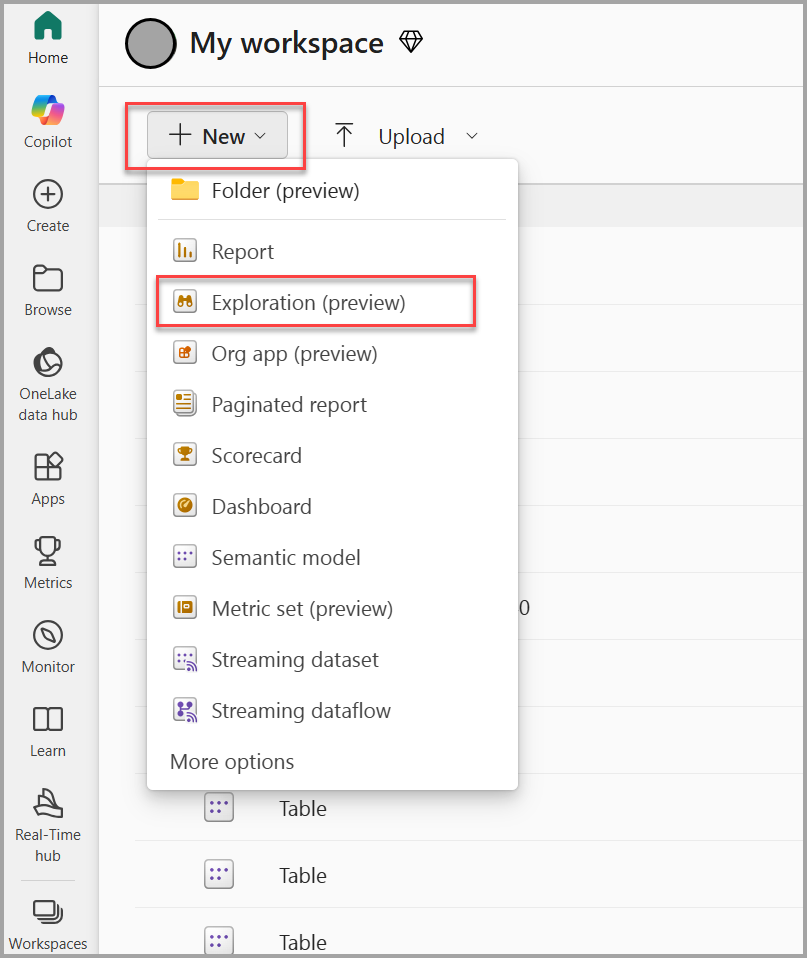 Home
Copilot
Create
Browse
OneLake
data hub
Apps
Metrics
Monitor
Learn
Real-Time
hub
Workspaces
My workspace
New
Upload
Folder (preview)
Report
Exploration (preview)
Org app (preview)
Paginated report
Scorecard
Dashboard
Semantic model
Metric set (preview)
0
Streaming dataset
Streaming dataflow
More options
Table
Table
Table